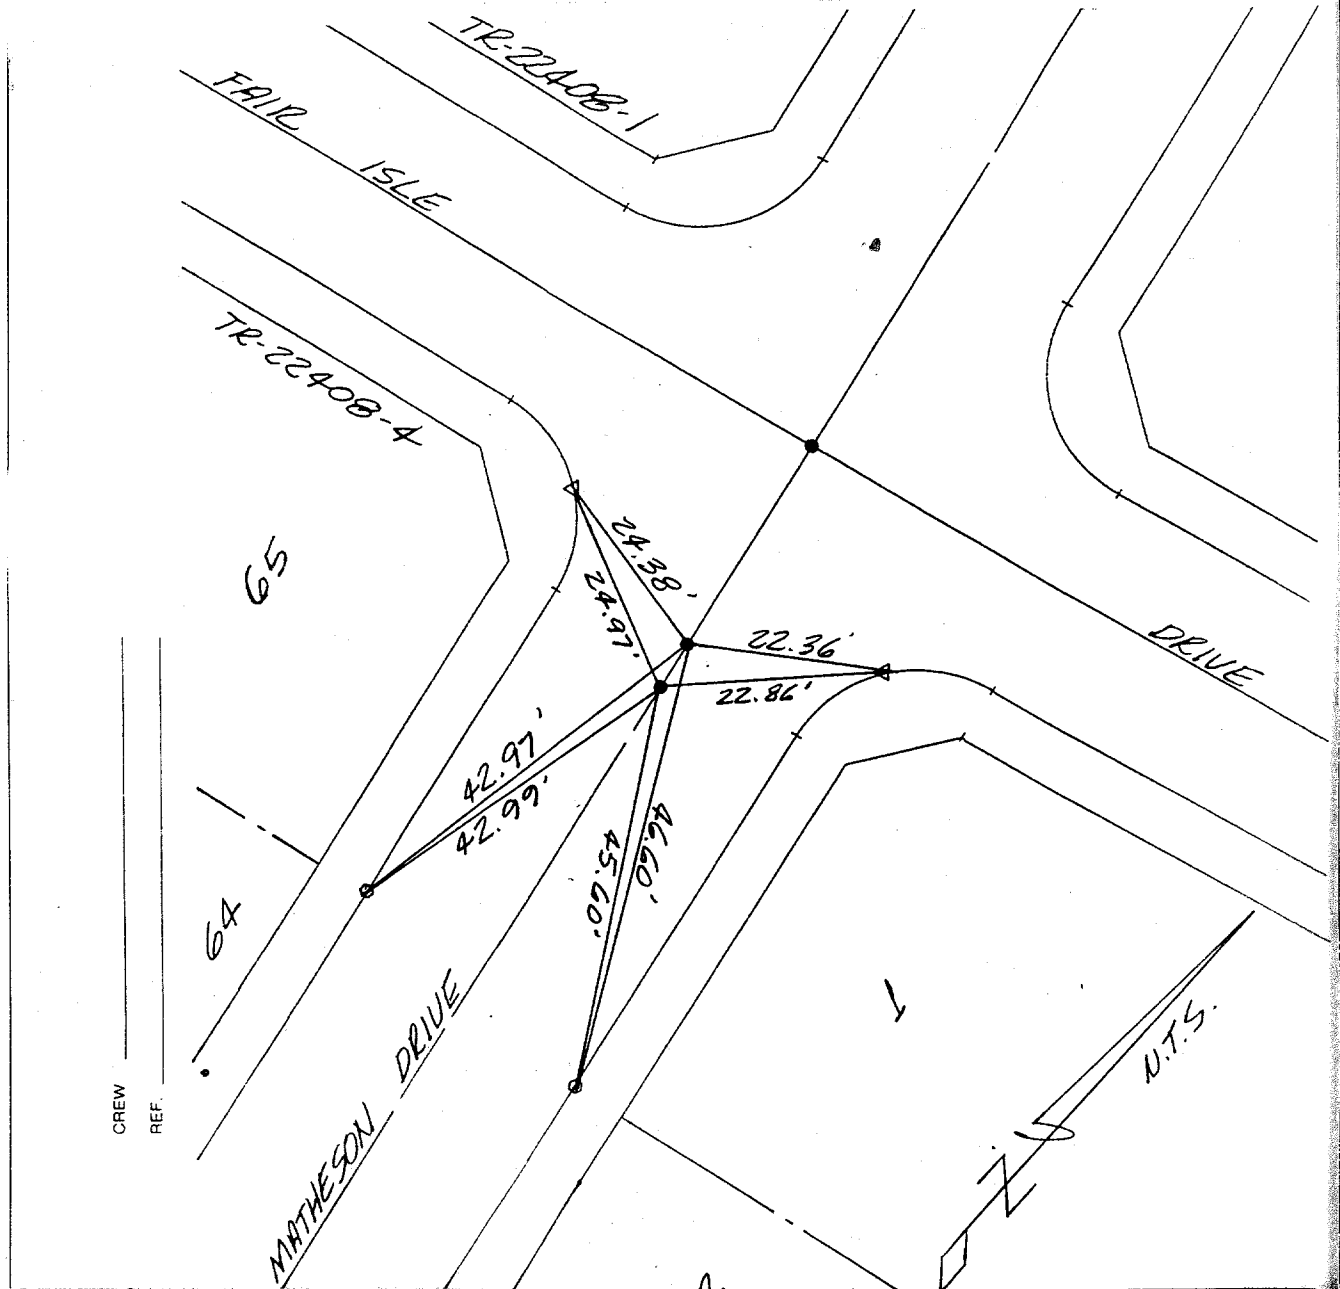 TR-22408-1
FAIR ISLE DRIVE
TR-22408-4
24.38'
24.97'
65
22.36'
22.86'
42.97'
42.99'
46.60'
45.60'
64
1
MATHESON DRIVE
N.T.S.
N
CREW
REF.